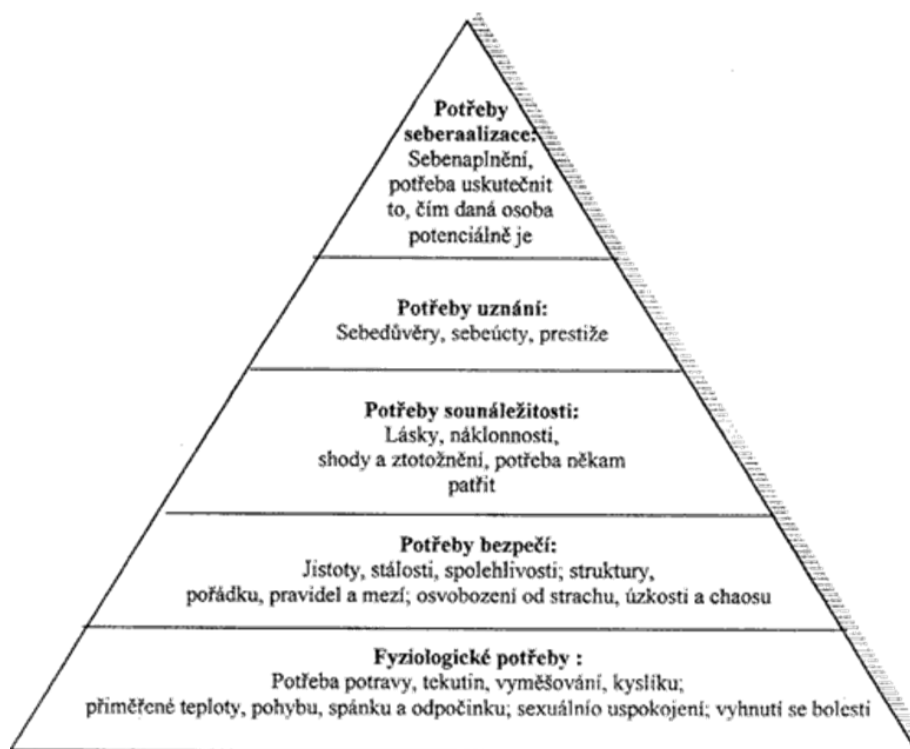 Potřeby
seberaalizace:
Sebenaplnění,
potřeba uskutečnit
to, čím daná osoba
potenciálně je
Potřeby uznání:
Sebedůvěry, sebeúcty, prestiže
Potřeby sounáležitosti:
Lásky, náklonnosti,
shody a ztotožnění, potřeba někam
patřit
Potřeby bezpečí:
Jistoty, stálosti, spolehlivosti; struktury,
pořádku, pravidel a mezí; osvobození od strachu, úzkosti a chaosu
Fyziologické potřeby :
Potřeba potravy, tekutin, vyměšování, kyslíku;
přiměřené teploty, pohybu, spánku a odpočinku; sexuálnío uspokojení; vyhnutí se bolesti